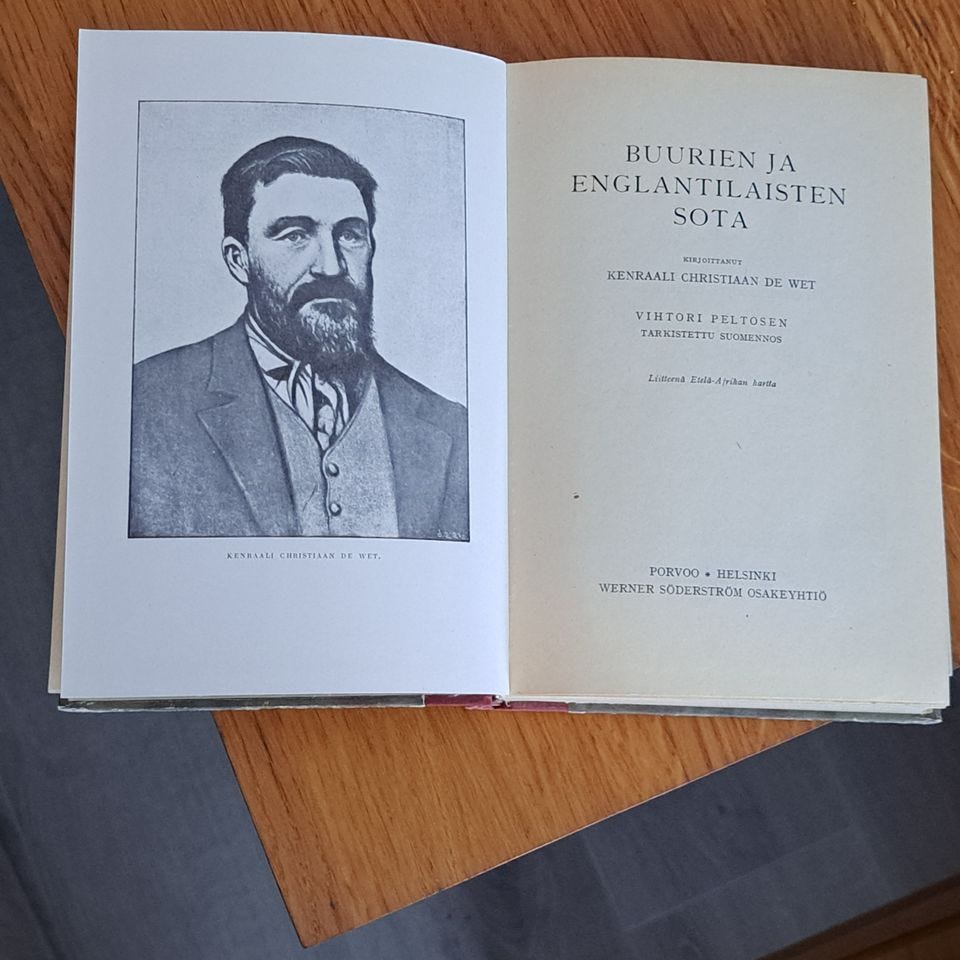 KENRAALI CHRISTIAAN DE WET.
BUURIEN JA
ENGLANTILAISTEN
SOTA
KIRJOITTANUT
KENRAALI CHRISTIAAN DE WET
VIHTORI PELTOSEN
TARKISTETTU SUOMENNOS
Liitteenä Etelä-Afrikan kartta
PORVOO * HELSINKI
WERNER SÖDERSTRÖM OSAKEYHTIÖ